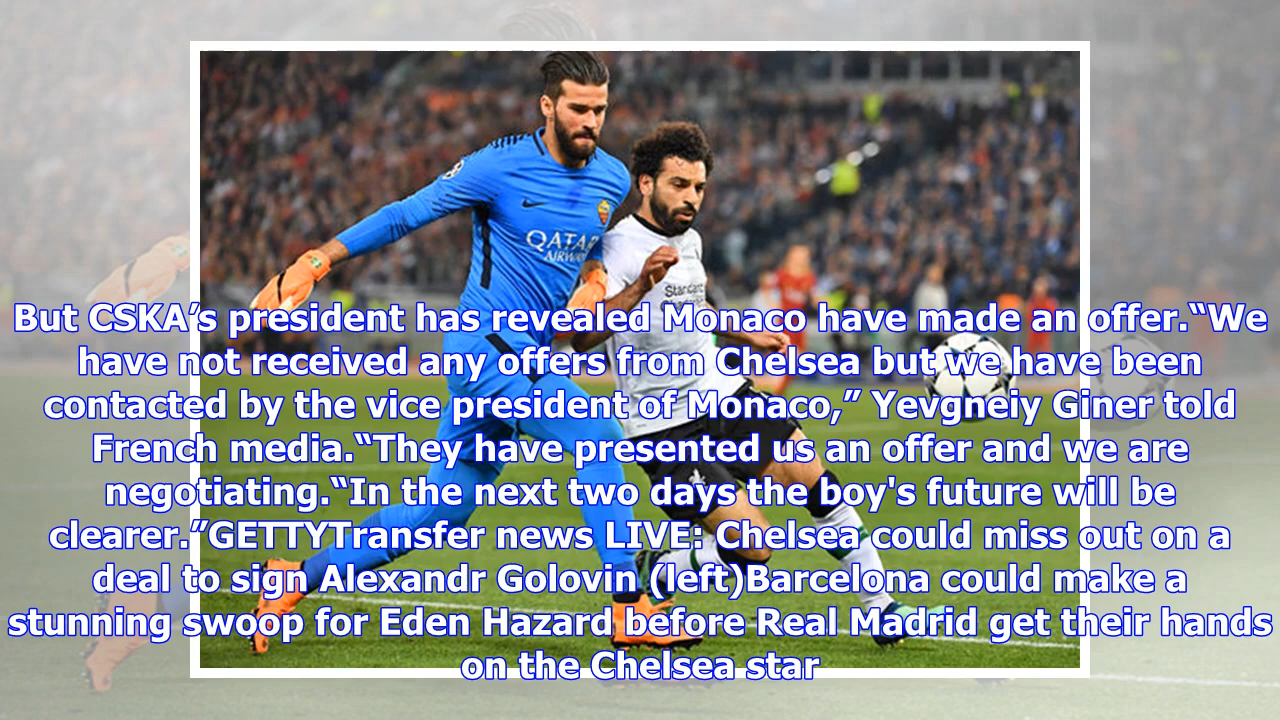 QATAR
AIRWAYS
Standard
But CSKA’s president has revealed Monaco have made an offer.“We
have not received any offers from Chelsea but we have been
contacted by the vice president of Monaco,” Yevgneiy Giner told
French media.“They have presented us an offer and we are
negotiating.“In the next two days the boy's future will be
clearer.”GETTYTransfer news LIVE: Chelsea could miss out on a
deal to sign Alexandr Golovin (left)Barcelona could make a
stunning swoop for Eden Hazard before Real Madrid get their hands
on the Chelsea star